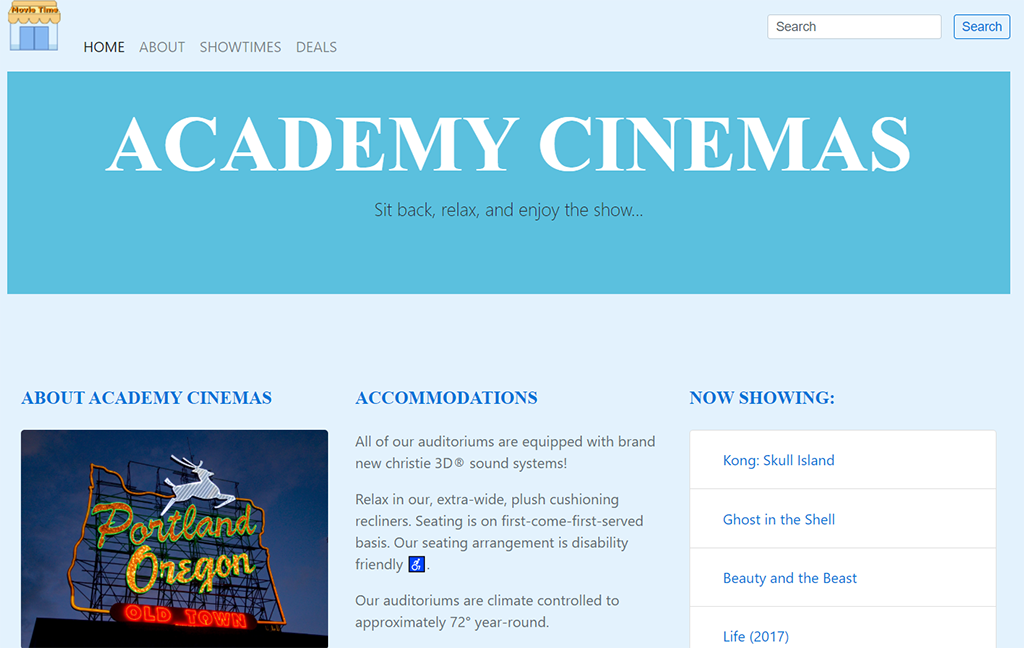 Movie Time
HOME ABOUT SHOWTIMES DEALS
Search Search
ACADEMY CINEMAS
Sit back, relax, and enjoy the show...
ABOUT ACADEMY CINEMAS
Portland
Oregon
OLD TOWN
ACCOMMODATIONS
All of our auditoriums are equipped with brand
new christie 3D® sound systems!
Relax in our, extra-wide, plush cushioning
recliners. Seating is on first-come-first-served
basis. Our seating arrangement is disability
friendly .
Our auditoriums are climate controlled to
approximately 72° year-round.
NOW SHOWING:
Kong: Skull Island
Ghost in the Shell
Beauty and the Beast
Life (2017)